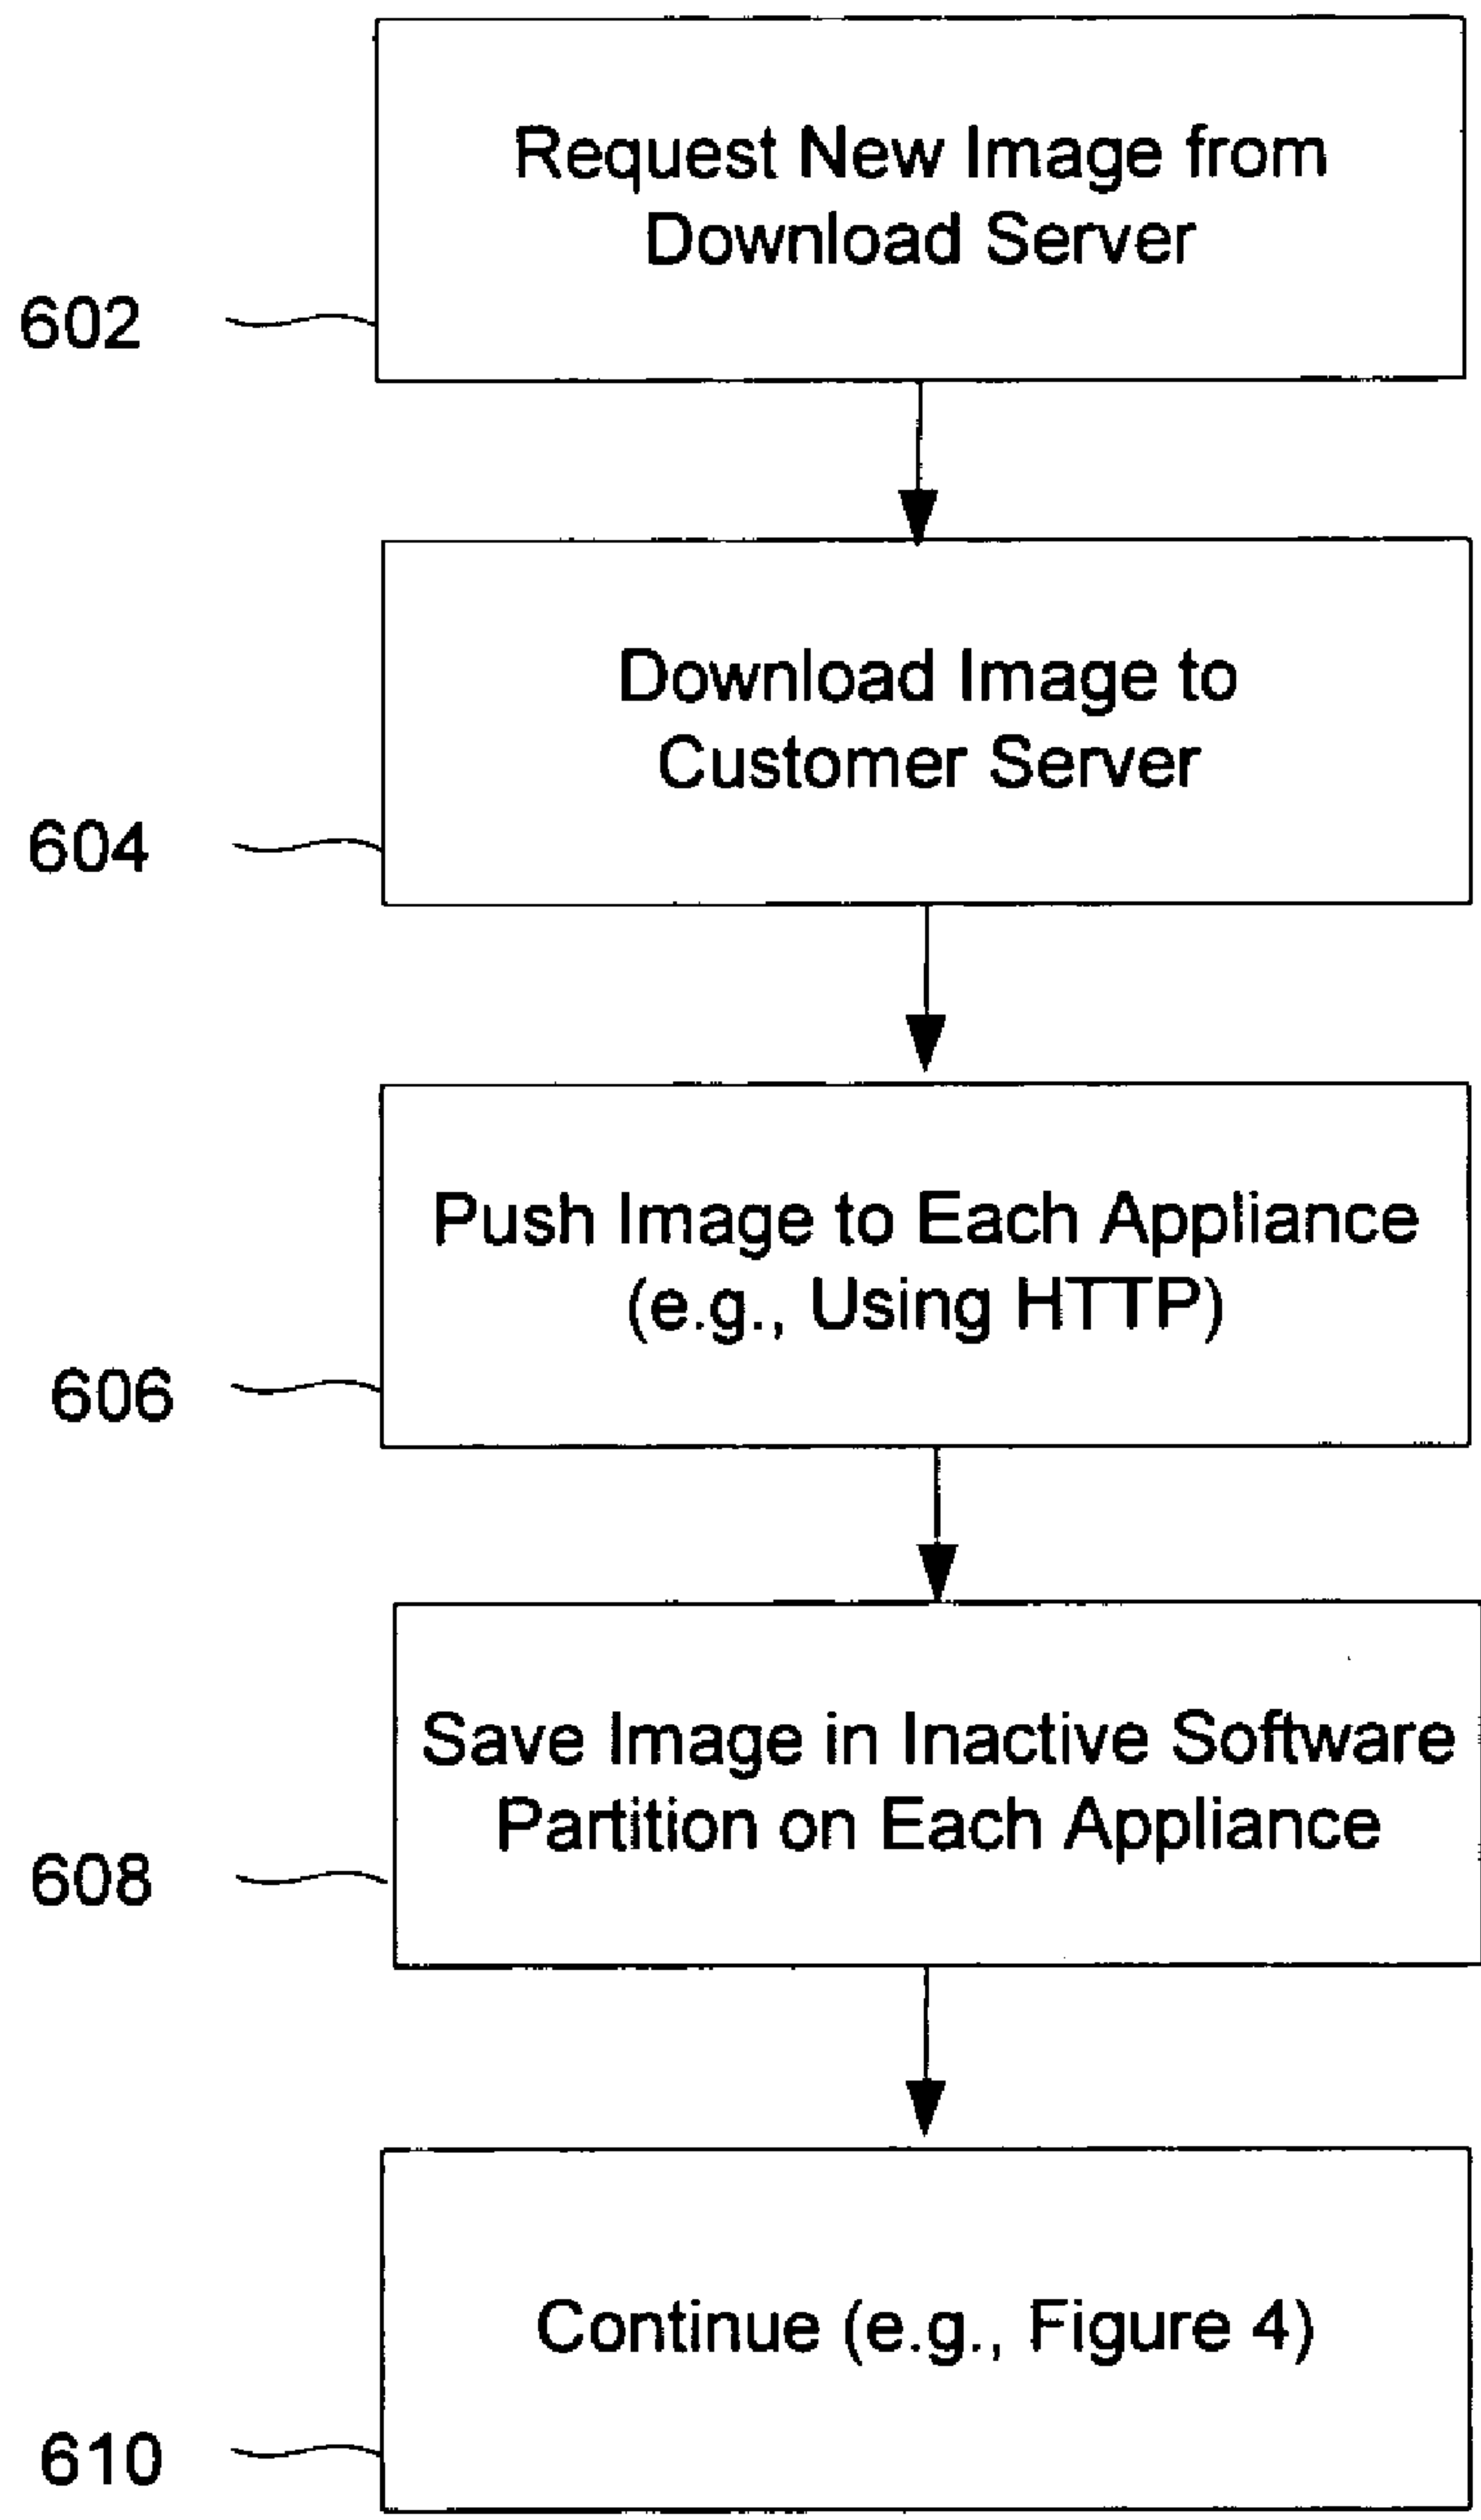 Request New Image from
Download Server
602
Download Image to
Customer Server
604
Push Image to Each Appliance
(e.g., Using HTTP)
606
Save Image in Inactive Software
Partition on Each Appliance
608
Continue (e.g., Figure 4)
610